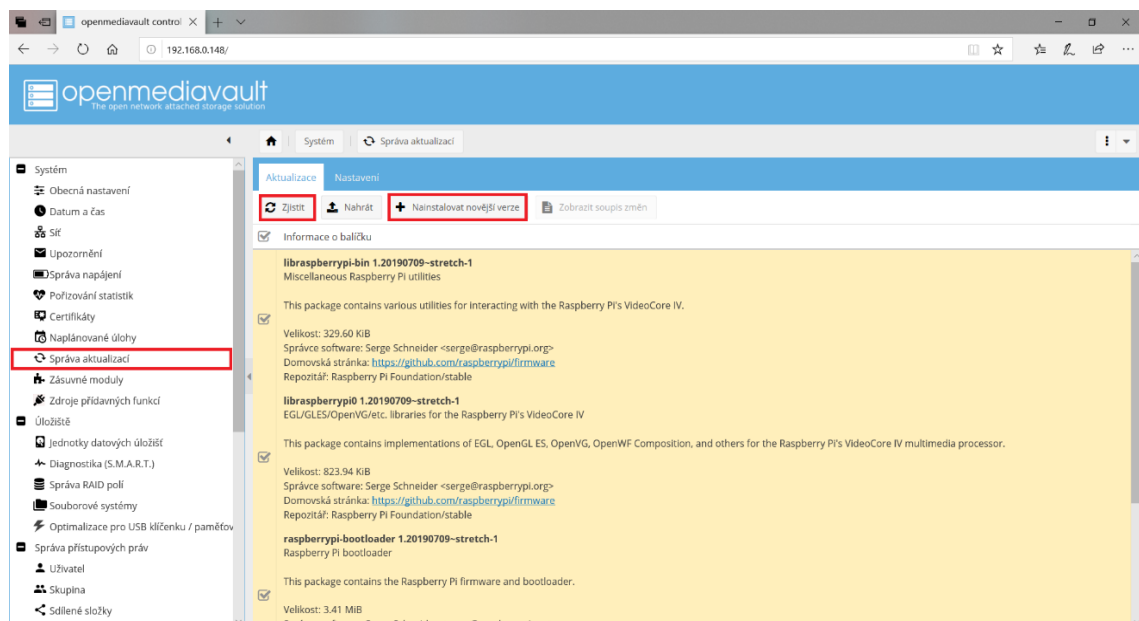 openmediavault control
192.168.0.148/
openmediavault
The open network attached storage solution
Systém
Správa aktualizací
Systém
Obecná nastavení
Datum a čas
Síť
Upozornění
Správa napájení
Pořizování statistik
Certifikáty
Naplánované úlohy
Správa aktualizací
Zásuvné moduly
Zdroje přídavných funkcí
Úložiště
Jednotky datových úložišť
Diagnostika (S.M.A.R.T.)
Správa RAID polí
Souborové systémy
Optimalizace pro USB klíčenku / paměťov
Správa přístupových práv
Uživatel
Skupina
Sdílené složky
Aktualizace Nastavení
Zjistit Nahrát Nainstalovat novější verze Zobrazit soupis změn
Informace o balíčku
libraspberrypi-bin 1.20190709~stretch-1
Miscellaneous Raspberry Pi utilities
This package contains various utilities for interacting with the Raspberry Pi's VideoCore IV.
Velikost: 329.60 KiB
Správce software: Serge Schneider <serge@raspberrypi.org>
Domovská stránka: https://github.com/raspberrypi/firmware
Repozitář: Raspberry Pi Foundation/stable
libraspberrypi0 1.20190709~stretch-1
EGL/GLES/OpenVG/etc. libraries for the Raspberry Pi's VideoCore IV
This package contains implementations of EGL, OpenGL ES, OpenVG, OpenWF Composition, and others for the Raspberry Pi's VideoCore IV multimedia processor.
Velikost: 823.94 KiB
Správce software: Serge Schneider <serge@raspberrypi.org>
Domovská stránka: https://github.com/raspberrypi/firmware
Repozitář: Raspberry Pi Foundation/stable
raspberrypi-bootloader 1.20190709~stretch-1
Raspberry Pi bootloader
This package contains the Raspberry Pi firmware and bootloader.
Velikost: 3.41 MiB